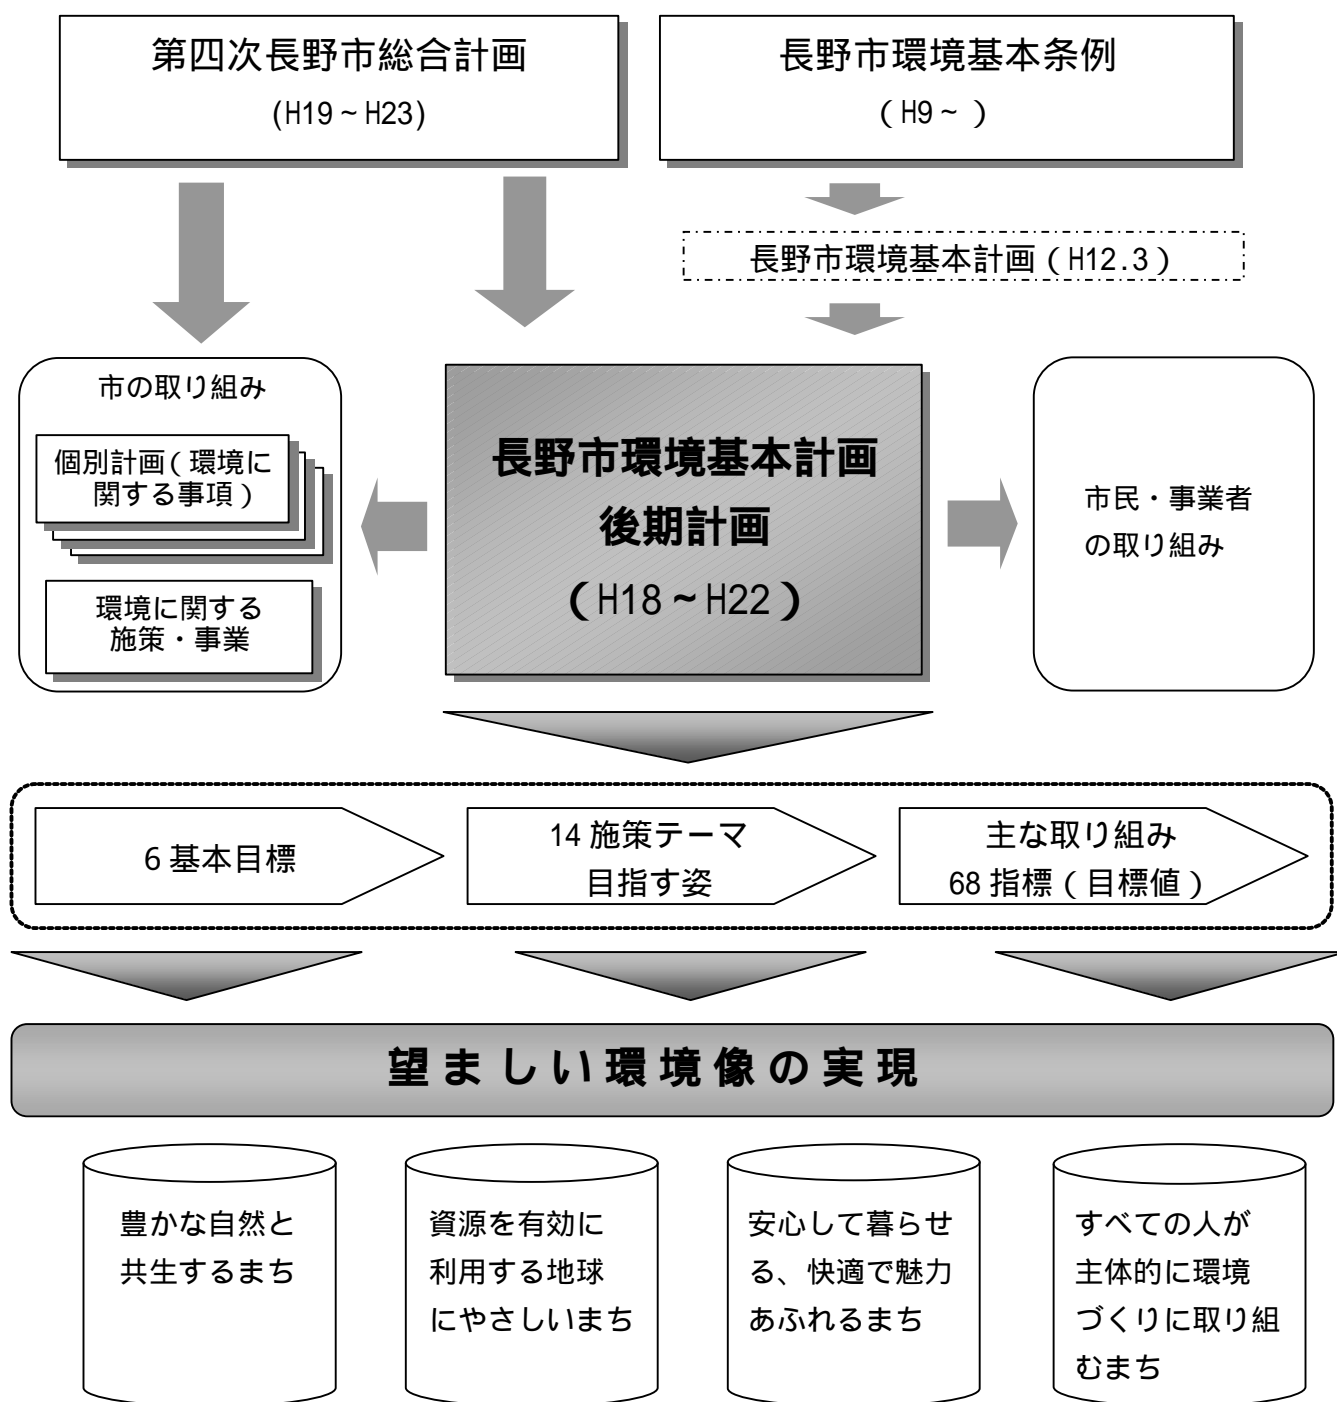 第四次長野市総合計画
(H19～H23)
長野市環境基本条例
（H9～）
長野市環境基本計画（H12.3）
市の取り組み
個別計画（環境に
関する事項）
環境に関する
施策・事業
長野市環境基本計画
後期計画
（H18～H22）
市民・事業者
の取り組み
6基本目標
14施策テーマ
目指す姿
主な取り組み
68指標（目標値）
望ましい環境像の実現
豊かな自然と
共生するまち
資源を有効に
利用する地球
にやさしいまち
安心して暮らせ
る、快適で魅力
あふれるまち
すべての人が
主体的に環境
づくりに取り組
むまち